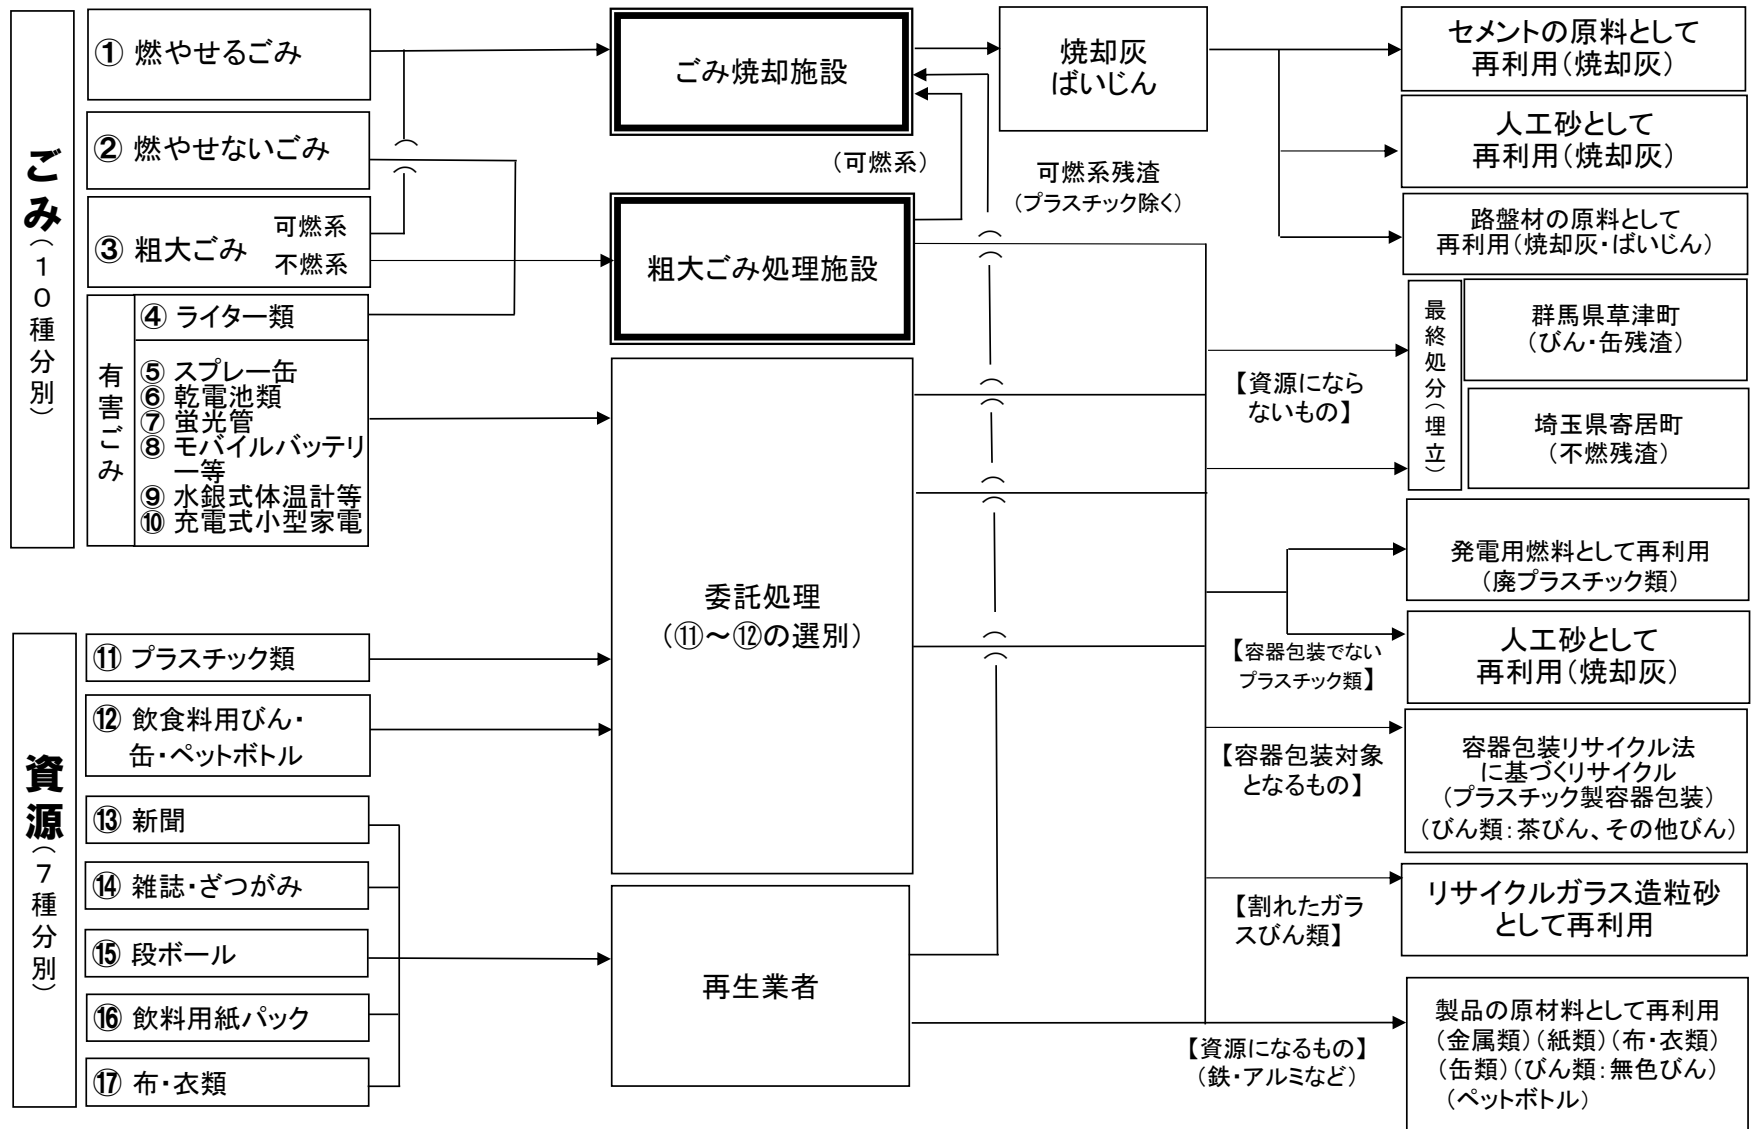 ごみ（１０種分別）
① 燃やせるごみ
② 燃やせないごみ
③ 粗大ごみ
可燃系
不燃系
有害ごみ
④ ライター類
⑤ スプレー缶
⑥ 乾電池類
⑦ 蛍光管
⑧ モバイルバッテリ
ー等
⑨ 水銀式体温計等
⑩ 充電式小型家電
資源（７種分別）
⑪ プラスチック類
⑫ 飲食料用びん・
缶・ペットボトル
⑬ 新聞
⑭ 雑誌・ざつがみ
⑮ 段ボール
⑯ 飲料用紙パック
⑰ 布・衣類
ごみ焼却施設
（可燃系）
粗大ごみ処理施設
委託処理
（⑪～⑫の選別）
再生業者
焼却灰
ばいじん
可燃系残渣
（プラスチック除く）
【資源になら
ないもの】
【容器包装でない
プラスチック類】
【容器包装対象
となるもの】
【割れたガラ
スびん類】
【資源になるもの】
（鉄・アルミなど）
セメントの原料として
再利用（焼却灰）
人工砂として
再利用（焼却灰）
路盤材の原料として
再利用（焼却灰・ばいじん）
最終処分（埋立）
群馬県草津町
（びん・缶残渣）
埼玉県寄居町
（不燃残渣）
発電用燃料として再利用
（廃プラスチック類）
人工砂として
再利用（焼却灰）
容器包装リサイクル法
に基づくリサイクル
（プラスチック製容器包装）
（びん類：茶びん、その他びん）
リサイクルガラス造粒砂
として再利用
製品の原材料として再利用
（金属類）（紙類）（布・衣類）
（缶類）（びん類：無色びん）
（ペットボトル）